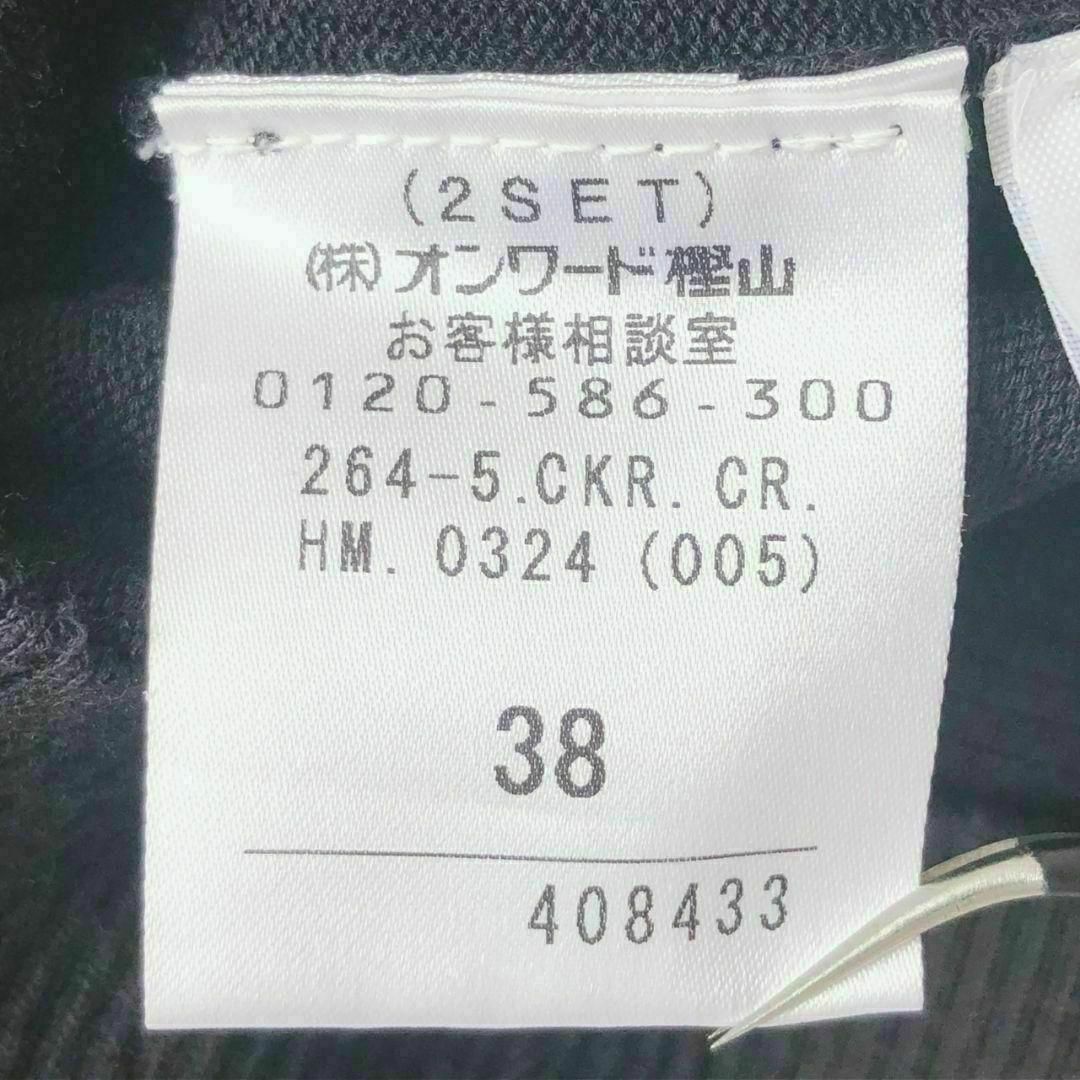 (2SET)
(株)オンワード樫山
お客様相談室
0120-586-300
264-5.CKR.CR.
HM.0324(005)
38
408433